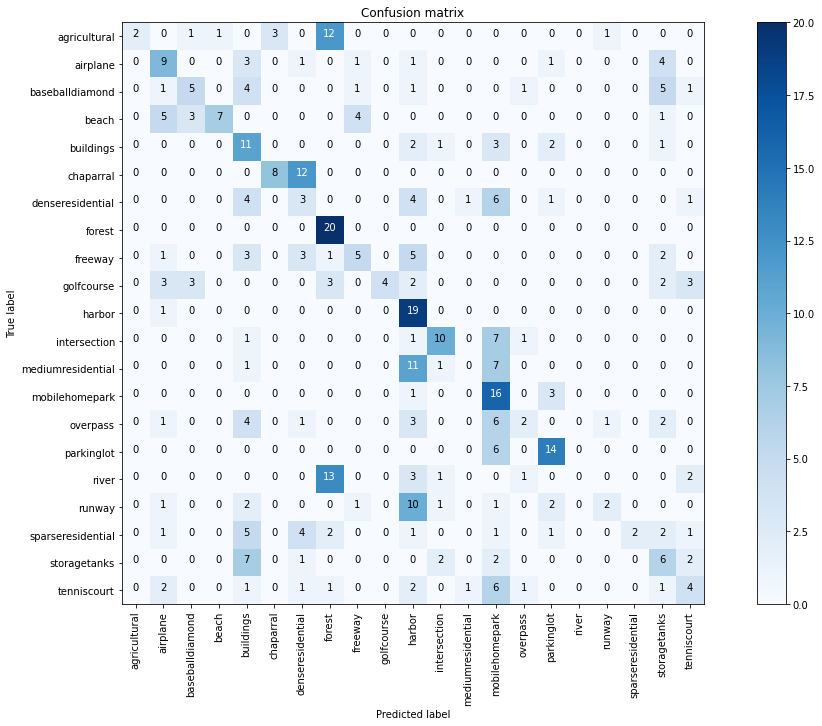 Confusion matrix
agricultural 2 0 1 1 0 3 0 12 0 0 0 0 0 0 0 0 0 1 0 0 0
airplane 0 9 0 0 3 0 1 0 1 0 1 0 0 0 0 1 0 0 0 4 0
baseballdiamond 0 1 5 0 4 0 0 0 1 0 1 0 0 0 1 0 0 0 0 5 1
beach 0 5 3 7 0 0 0 0 4 0 0 0 0 0 0 0 0 0 0 1 0
buildings 0 0 0 0 11 0 0 0 0 0 2 1 0 3 0 2 0 0 0 1 0
chaparral 0 0 0 0 0 8 12 0 0 0 0 0 0 0 0 0 0 0 0 0 0
denseresidential 0 0 0 0 4 0 3 0 0 0 4 0 1 6 0 1 0 0 0 0 1
forest 0 0 0 0 0 0 0 20 0 0 0 0 0 0 0 0 0 0 0 0 0
freeway 0 1 0 0 3 0 3 1 5 0 5 0 0 0 0 0 0 0 0 2 0
golfcourse 0 3 3 0 0 0 0 3 0 4 2 0 0 0 0 0 0 0 0 2 3
harbor 0 1 0 0 0 0 0 0 0 0 19 0 0 0 0 0 0 0 0 0 0
intersection 0 0 0 0 1 0 0 0 0 0 1 10 0 7 1 0 0 0 0 0 0
mediumresidential 0 0 0 0 1 0 0 0 0 0 11 1 0 7 0 0 0 0 0 0 0
mobilehomepark 0 0 0 0 0 0 0 0 0 0 1 0 0 16 0 3 0 0 0 0 0
overpass 0 1 0 0 4 0 1 0 0 0 3 0 0 6 2 0 0 1 0 2 0
parkinglot 0 0 0 0 0 0 0 0 0 0 0 0 0 6 0 14 0 0 0 0 0
river 0 0 0 0 0 0 0 13 0 0 3 1 0 0 1 0 0 0 0 0 2
runway 0 1 0 0 2 0 0 0 1 0 10 1 0 1 0 2 0 2 0 0 0
sparseresidential 0 1 0 0 5 0 4 2 0 0 1 0 0 1 0 1 0 0 2 2 1
storagetanks 0 0 0 0 7 0 1 0 0 0 0 2 0 2 0 0 0 0 0 6 2
tenniscourt 0 2 0 0 1 0 1 1 0 0 2 0 1 6 1 0 0 0 0 1 4
agricultural
airplane
baseballdiamond
beach
buildings
chaparral
denseresidential
forest
freeway
golfcourse
harbor
intersection
mediumresidential
mobilehomepark
overpass
parkinglot
river
runway
sparseresidential
storagetanks
tenniscourt
Predicted label
True label
20.0
17.5
15.0
12.5
10.0
7.5
5.0
2.5
0.0